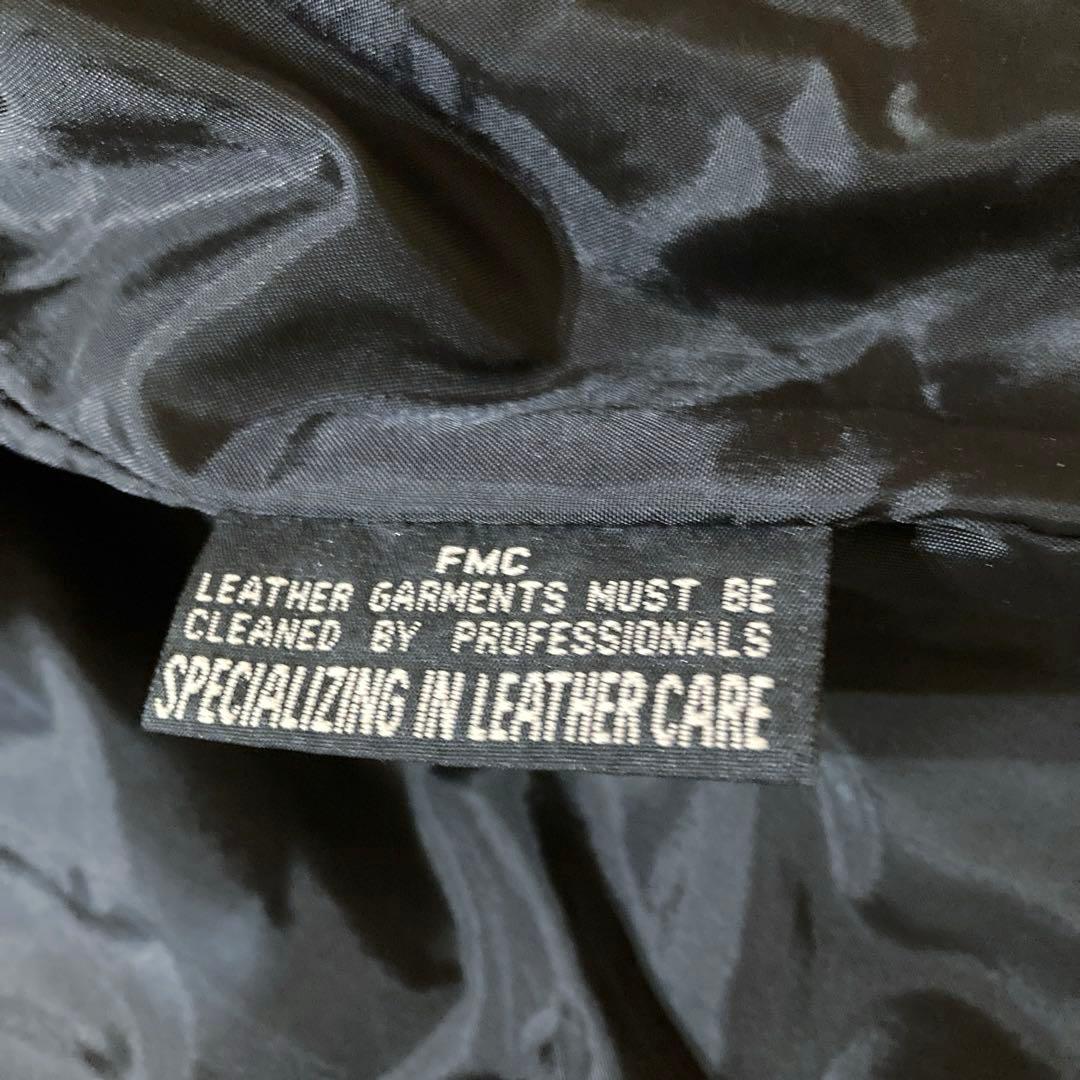 FMC
LEATHER GARMENTS MUST BE
CLEANED BY PROFESSIONALS
SPECIALIZING IN LEATHER CARE